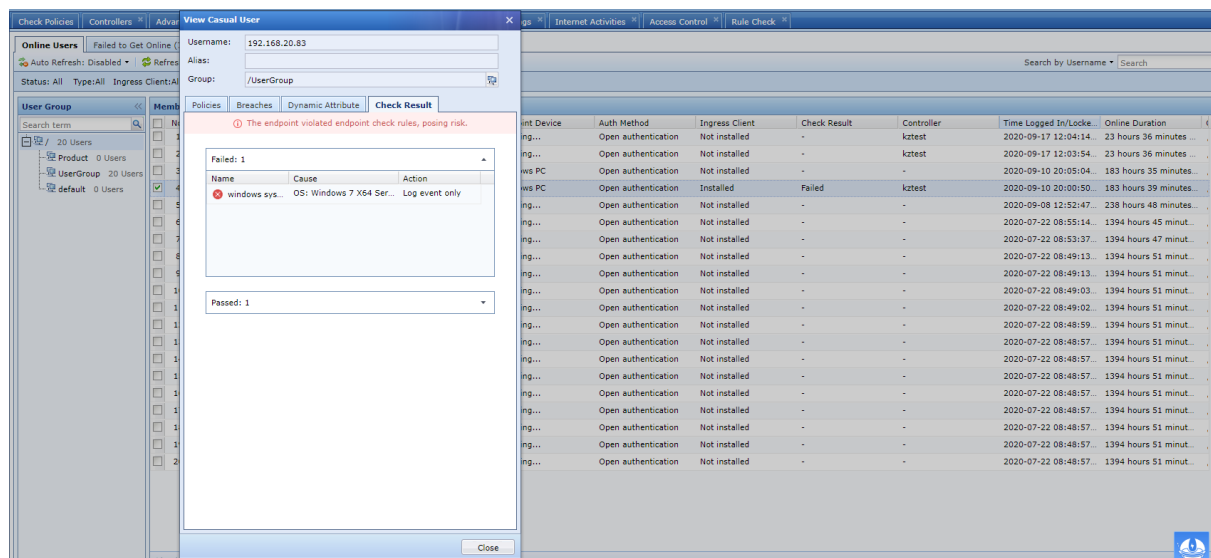 Check Policies Controllers View Casual User Internet Activities Access Control Rule Check
Online Users Failed to Get Online
Username: 192.168.20.83
Auto Refresh: Disabled
Alias:
Search by Username Search
Status: All Type:All Ingress
Group: /UserGroup
User Group
Policies Breaches Dynamic Attribute Check Result
Search term
The endpoint violated endpoint check rules, posing risk.
Auth Method Ingress Client Check Result Controller Time Logged In/Locke... Online Duration
/ 20 Users
Product 0 Users
UserGroup 20 Users
default 0 Users
Failed: 1
Name Cause Action
windows sys... OS: Windows 7 X64 Ser... Log event only
Passed: 1
Open authentication Not installed - kztest 2020-09-17 12:04:14... 23 hours 36 minutes ...
Open authentication Not installed - kztest 2020-09-17 12:03:54... 23 hours 36 minutes ...
Open authentication Not installed - - 2020-09-10 20:05:04... 183 hours 35 minutes...
Open authentication Installed Failed kztest 2020-09-10 20:00:50... 183 hours 39 minutes...
Open authentication Not installed - - 2020-09-08 12:52:47... 238 hours 48 minutes...
Open authentication Not installed - - 2020-07-22 08:55:14... 1394 hours 45 minut...
Open authentication Not installed - - 2020-07-22 08:53:37... 1394 hours 47 minut...
Open authentication Not installed - - 2020-07-22 08:49:13... 1394 hours 51 minut...
Open authentication Not installed - - 2020-07-22 08:49:13... 1394 hours 51 minut...
Open authentication Not installed - - 2020-07-22 08:49:03... 1394 hours 51 minut...
Open authentication Not installed - - 2020-07-22 08:49:02... 1394 hours 51 minut...
Open authentication Not installed - - 2020-07-22 08:48:59... 1394 hours 51 minut...
Open authentication Not installed - - 2020-07-22 08:48:57... 1394 hours 51 minut...
Open authentication Not installed - - 2020-07-22 08:48:57... 1394 hours 51 minut...
Open authentication Not installed - - 2020-07-22 08:48:57... 1394 hours 51 minut...
Open authentication Not installed - - 2020-07-22 08:48:57... 1394 hours 51 minut...
Open authentication Not installed - - 2020-07-22 08:48:57... 1394 hours 51 minut...
Open authentication Not installed - - 2020-07-22 08:48:57... 1394 hours 51 minut...
Open authentication Not installed - - 2020-07-22 08:48:57... 1394 hours 51 minut...
Open authentication Not installed - - 2020-07-22 08:48:57... 1394 hours 51 minut...
Close